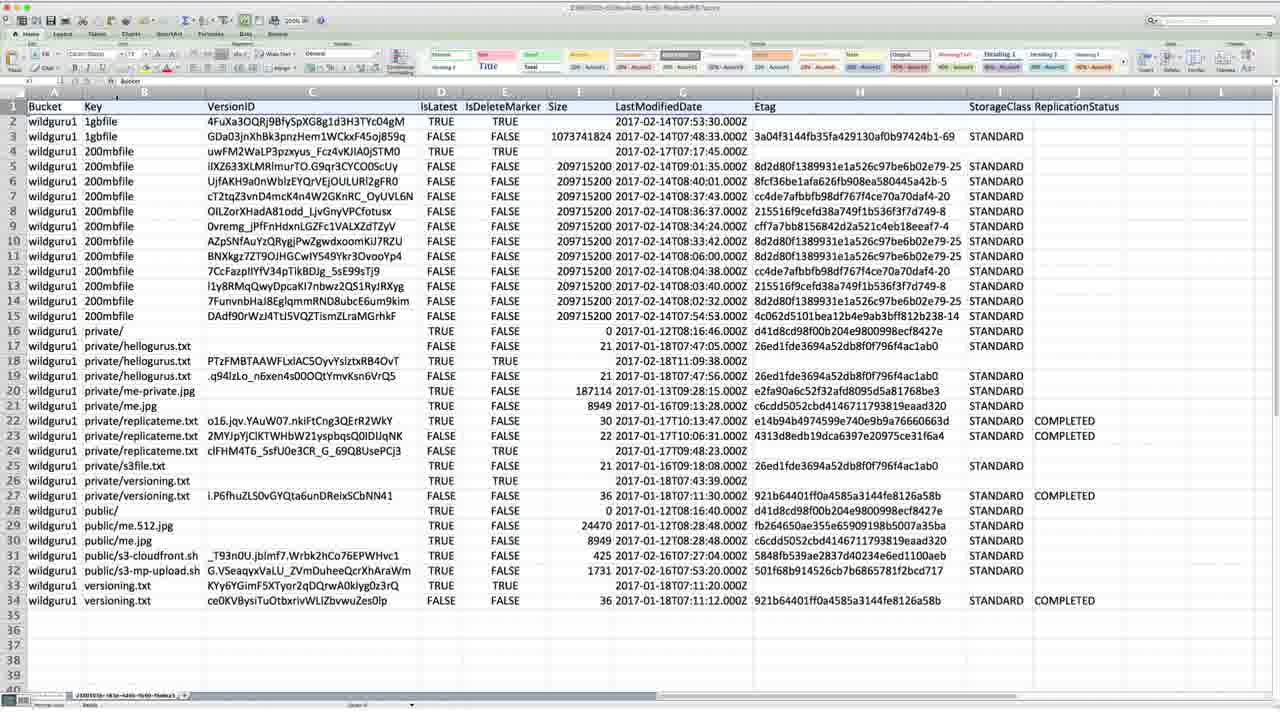 Home Layout Tables Charts SmartArt Formulas Data Review
Bucket
A B C D E F G H I J K L
1 Bucket Key VersionID IsLatest IsDeleteMarker Size LastModifiedDate Etag StorageClass ReplicationStatus
2 wildguru1 1gbfile 4FuXa3OQRj9BfySpXG8g1d3H3TYc04gM TRUE TRUE 2017-02-14T07:53:30.000Z
3 wildguru1 1gbfile GDa03jnXhBk3pnzHem1WCkxF45oj859q FALSE FALSE 1073741824 2017-02-14T07:48:33.000Z 3a04f3144fb35fa429130af0b97424b1-69 STANDARD
4 wildguru1 200mbfile uwFM2WaLP3pzxyus_Fcz4vKJIA0jSTM0 TRUE TRUE 2017-02-17T07:17:45.000Z
5 wildguru1 200mbfile iIXZ633XLMRlmurTO.G9qr3CYCO0ScUy FALSE FALSE 209715200 2017-02-14T09:01:35.000Z 8d2d80f1389931e1a526c97be6b02e79-25 STANDARD
6 wildguru1 200mbfile UjfAKH9a0nWblzEYQrVEjOULURl2gFR0 FALSE FALSE 209715200 2017-02-14T08:40:01.000Z 8fcf36be1afa626fb908ea580445a42b-5 STANDARD
7 wildguru1 200mbfile cT2tqZ3vnD4mcK4n4W2GKnRC_OyUVL6N FALSE FALSE 209715200 2017-02-14T08:37:43.000Z cc4de7afbbfb98df767f4ce70a70daf4-20 STANDARD
8 wildguru1 200mbfile OILZorXHadA81odd_LjvGnyVPCfotusx FALSE FALSE 209715200 2017-02-14T08:36:37.000Z 215516f9cefd38a749f1b536f3f7d749-8 STANDARD
9 wildguru1 200mbfile 0vremg_jPfFnHdxnLGZFc1VALXZdTZyV FALSE FALSE 209715200 2017-02-14T08:34:24.000Z cff7a7bb8156842d2a521c4eb18eeaf7-4 STANDARD
10 wildguru1 200mbfile AZpSNfAuYzQRygjPwZgwdxoomKiJ7RZU FALSE FALSE 209715200 2017-02-14T08:33:42.000Z 8d2d80f1389931e1a526c97be6b02e79-25 STANDARD
11 wildguru1 200mbfile BNXkgz7ZT9OJHGCwIY549Ykr3OvooYp4 FALSE FALSE 209715200 2017-02-14T08:06:00.000Z 8d2d80f1389931e1a526c97be6b02e79-25 STANDARD
12 wildguru1 200mbfile 7CcFazpIIYfV34pTikBDJg_5sE99sTj9 FALSE FALSE 209715200 2017-02-14T08:04:38.000Z cc4de7afbbfb98df767f4ce70a70daf4-20 STANDARD
13 wildguru1 200mbfile l1y8RMqQwyDpcaKI7nbwz2QS1RyJRXyg FALSE FALSE 209715200 2017-02-14T08:03:40.000Z 215516f9cefd38a749f1b536f3f7d749-8 STANDARD
14 wildguru1 200mbfile 7FunvnbHaJ8EglqmmRND8ubcE6um9kim FALSE FALSE 209715200 2017-02-14T08:02:32.000Z 8d2d80f1389931e1a526c97be6b02e79-25 STANDARD
15 wildguru1 200mbfile DAdf90rWzJ4TtJ5VQZTismZLraMGrhkF FALSE FALSE 209715200 2017-02-14T07:54:53.000Z 4c062d5101bea12b4e9ab3bff812b238-14 STANDARD
16 wildguru1 private/ TRUE FALSE 0 2017-01-12T08:16:46.000Z d41d8cd98f00b204e9800998ecf8427e STANDARD
17 wildguru1 private/hellogurus.txt FALSE FALSE 21 2017-01-18T07:47:05.000Z 26ed1fde3694a52db8f0f796f4ac1ab0 STANDARD
18 wildguru1 private/hellogurus.txt PTzFMBTAAWFLxIAC5OyvYsiztxRB4OvT TRUE TRUE 2017-02-18T11:09:38.000Z
19 wildguru1 private/hellogurus.txt .q94lzLo_n6xen4s00OQtYmvKsn6VrQ5 FALSE FALSE 21 2017-01-18T07:47:56.000Z 26ed1fde3694a52db8f0f796f4ac1ab0 STANDARD
20 wildguru1 private/me-private.jpg TRUE FALSE 187114 2017-01-13T09:28:15.000Z e2fa90a6c52f32afd8095d5a81768be3 STANDARD
21 wildguru1 private/me.jpg TRUE FALSE 8949 2017-01-16T09:13:28.000Z c6cdd5052cbd4146711793819eaad320 STANDARD
22 wildguru1 private/replicateme.txt o16.jqv.YAuW07.nkiFtCng3QErR2WkY TRUE FALSE 30 2017-01-17T10:13:47.000Z e14b94b4974599e740e9b9a76660663d STANDARD COMPLETED
23 wildguru1 private/replicateme.txt 2MYJpYjClKTWHbW21yspbqsQ0IDIJqNK FALSE FALSE 22 2017-01-17T10:06:31.000Z 4313d8edb19dca6397e20975ce31f6a4 STANDARD COMPLETED
24 wildguru1 private/replicateme.txt clFHM4T6_5sfU0e3CR_G_69Q8UsePCj3 FALSE TRUE 2017-01-17T09:48:23.000Z
25 wildguru1 private/s3file.txt TRUE FALSE 21 2017-01-16T09:18:08.000Z 26ed1fde3694a52db8f0f796f4ac1ab0 STANDARD
26 wildguru1 private/versioning.txt TRUE TRUE 2017-01-18T07:43:39.000Z
27 wildguru1 private/versioning.txt i.P6fhuZLS0vGYQta6unDReixSCbNN41 FALSE FALSE 36 2017-01-18T07:11:30.000Z 921b64401ff0a4585a3144fe8126a58b STANDARD COMPLETED
28 wildguru1 public/ TRUE FALSE 0 2017-01-12T08:16:40.000Z d41d8cd98f00b204e9800998ecf8427e STANDARD
29 wildguru1 public/me.512.jpg TRUE FALSE 24470 2017-01-12T08:28:48.000Z fb264650ae355e65909198b5007a35ba STANDARD
30 wildguru1 public/me.jpg TRUE FALSE 8949 2017-01-12T08:28:48.000Z c6cdd5052cbd4146711793819eaad320 STANDARD
31 wildguru1 public/s3-cloudfront.sh _T93n0U.jblmf7.Wrbk2hCo76EPWHvc1 TRUE FALSE 425 2017-02-16T07:27:04.000Z 5848fb539ae2837d40234e6ed1100aeb STANDARD
32 wildguru1 public/s3-mp-upload.sh G.VSeaqyxVaLU_ZVmDuheeQcrXhAraWm TRUE FALSE 1731 2017-02-16T07:53:20.000Z 501f68b914526cb7b6865781f2bcd717 STANDARD
33 wildguru1 versioning.txt KYy6YGimF5XTyor2qDQrwA0kIyg0z3rQ TRUE TRUE 2017-01-18T07:11:20.000Z
34 wildguru1 versioning.txt ce0KVBysiTuOtbxrivWLlZbvwuZes0lp FALSE FALSE 36 2017-01-18T07:11:12.000Z 921b64401ff0a4585a3144fe8126a58b STANDARD COMPLETED
35
36
37
38
39
40